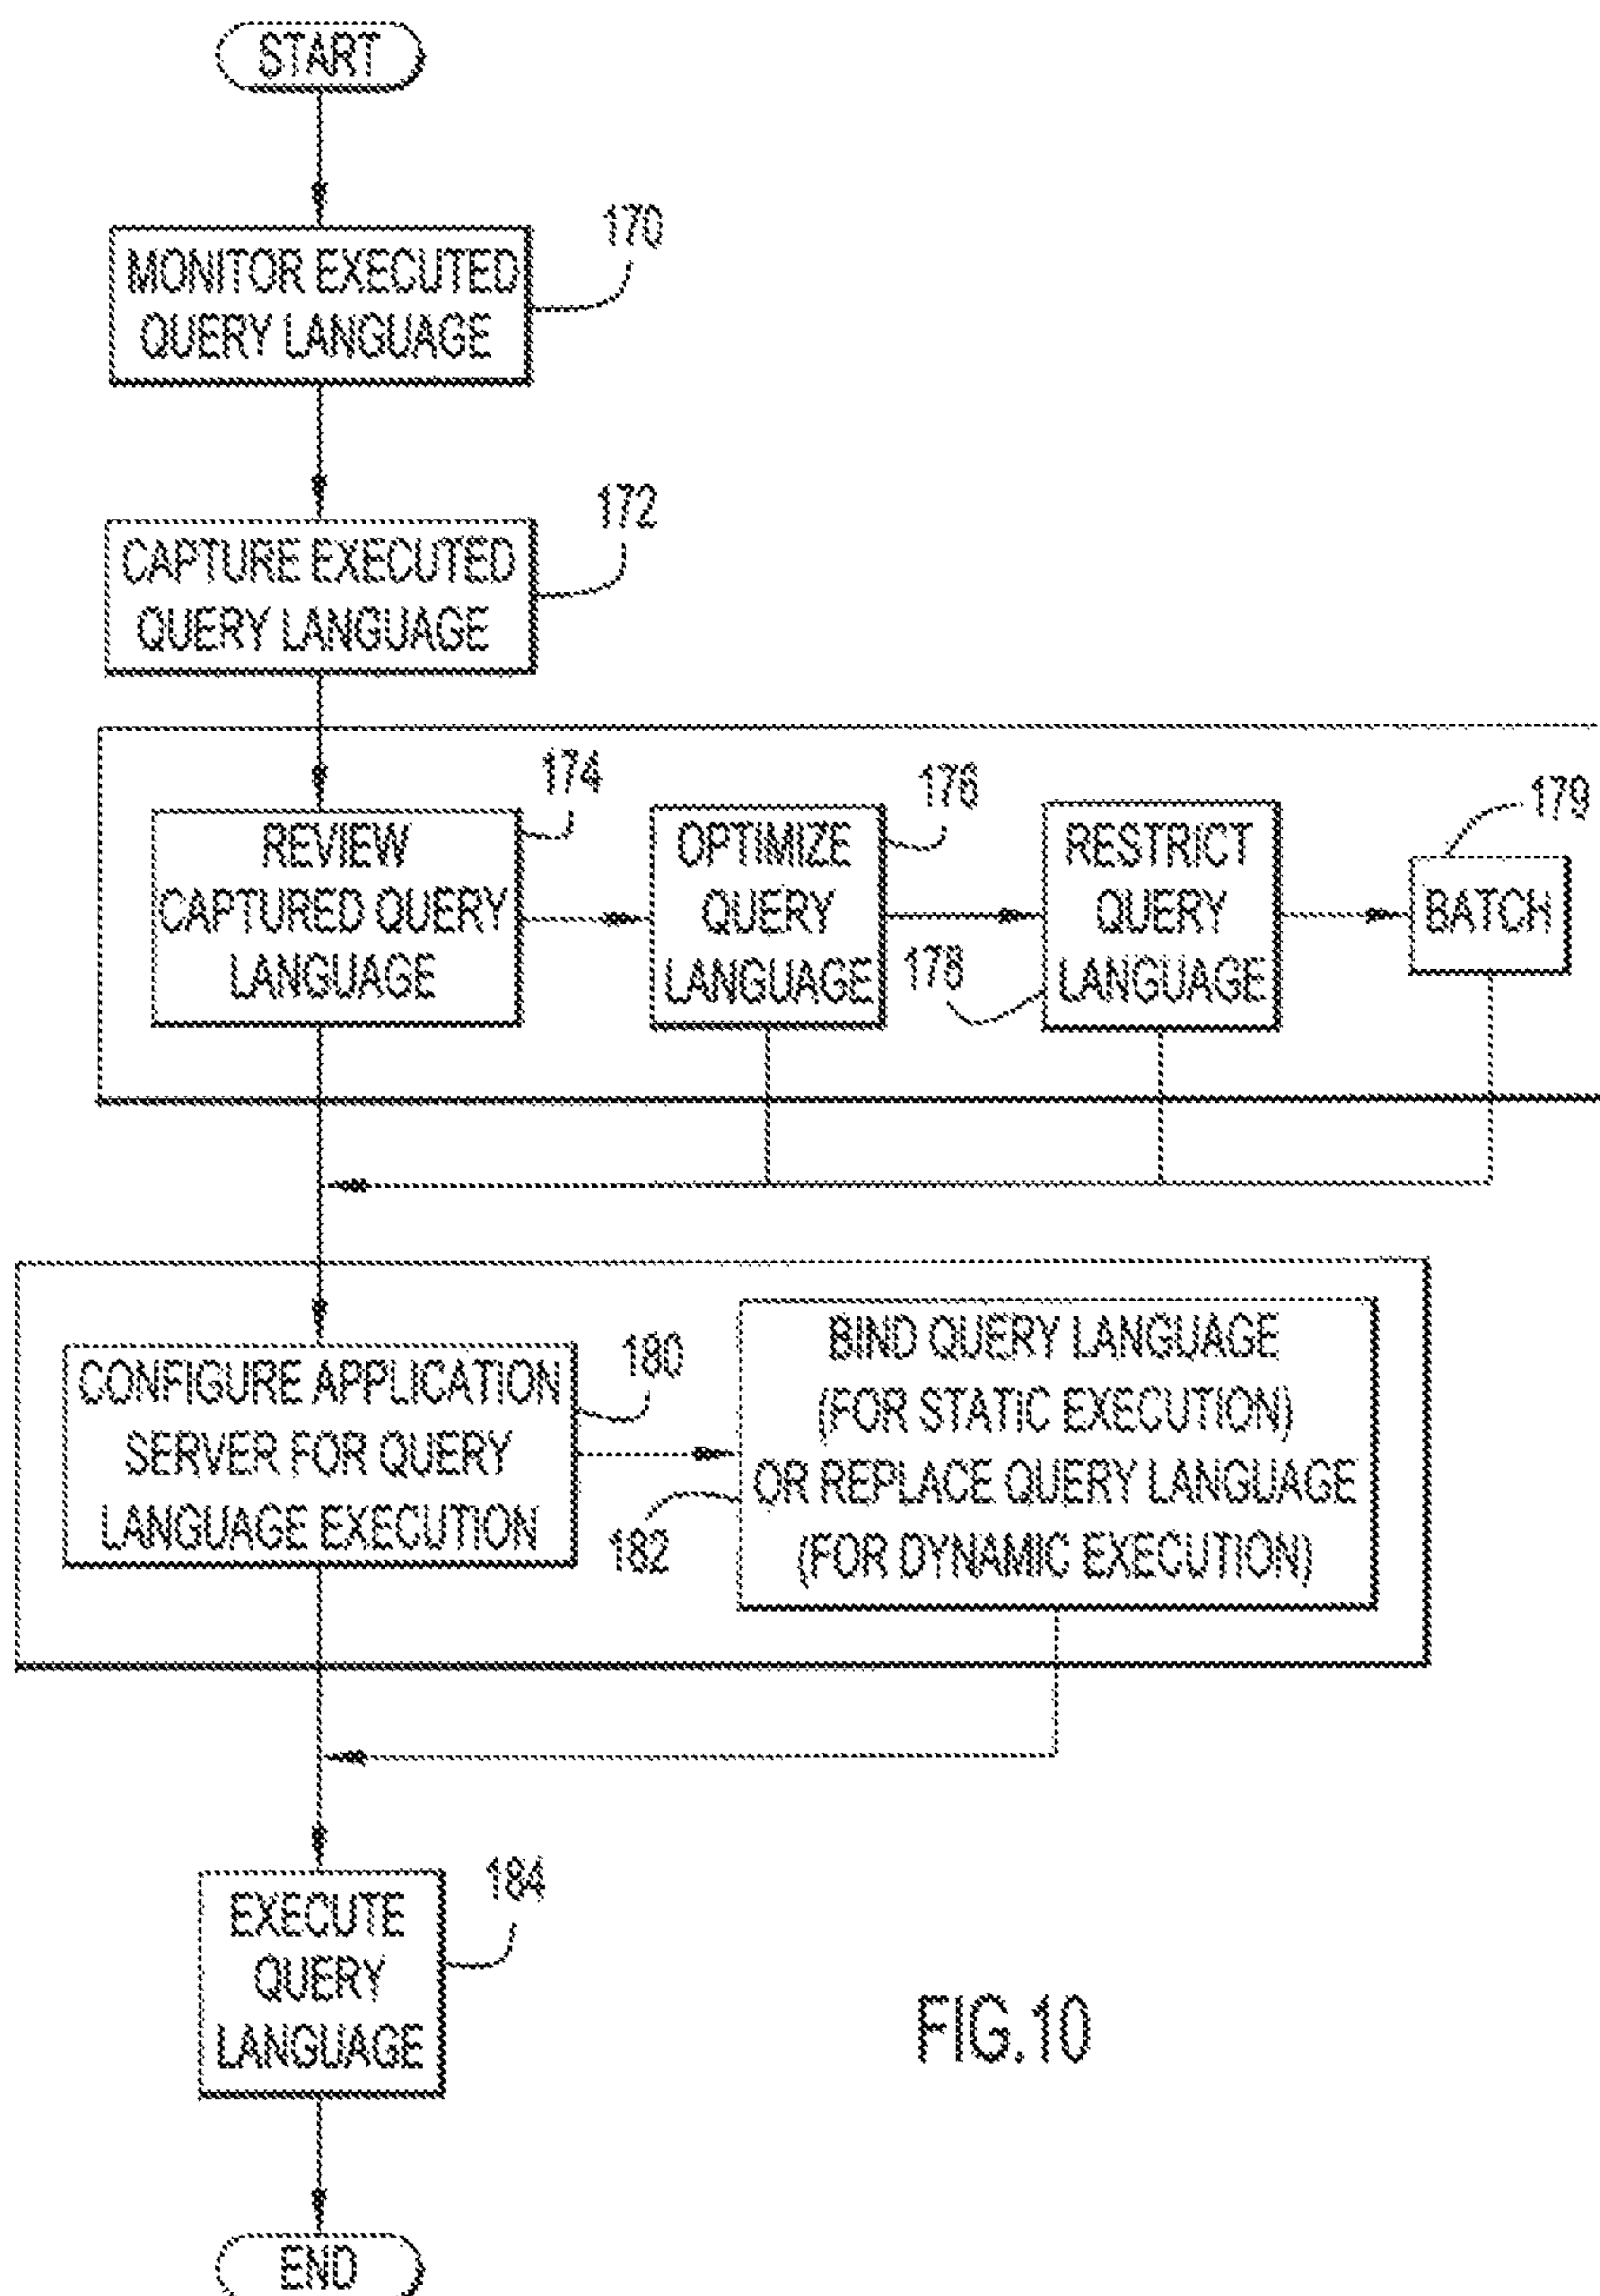 START
170
MONITOR EXECUTED
QUERY LANGUAGE
172
CAPTURE EXECUTED
QUERY LANGUAGE
174
REVIEW
CAPTURED QUERY
LANGUAGE
176
OPTIMIZE
QUERY
LANGUAGE
178
RESTRICT
QUERY
LANGUAGE
179
BATCH
180
CONFIGURE APPLICATION
SERVER FOR QUERY
LANGUAGE EXECUTION
182
BIND QUERY LANGUAGE
(FOR STATIC EXECUTION)
OR REPLACE QUERY LANGUAGE
(FOR DYNAMIC EXECUTION)
184
EXECUTE
QUERY
LANGUAGE
FIG.10
END